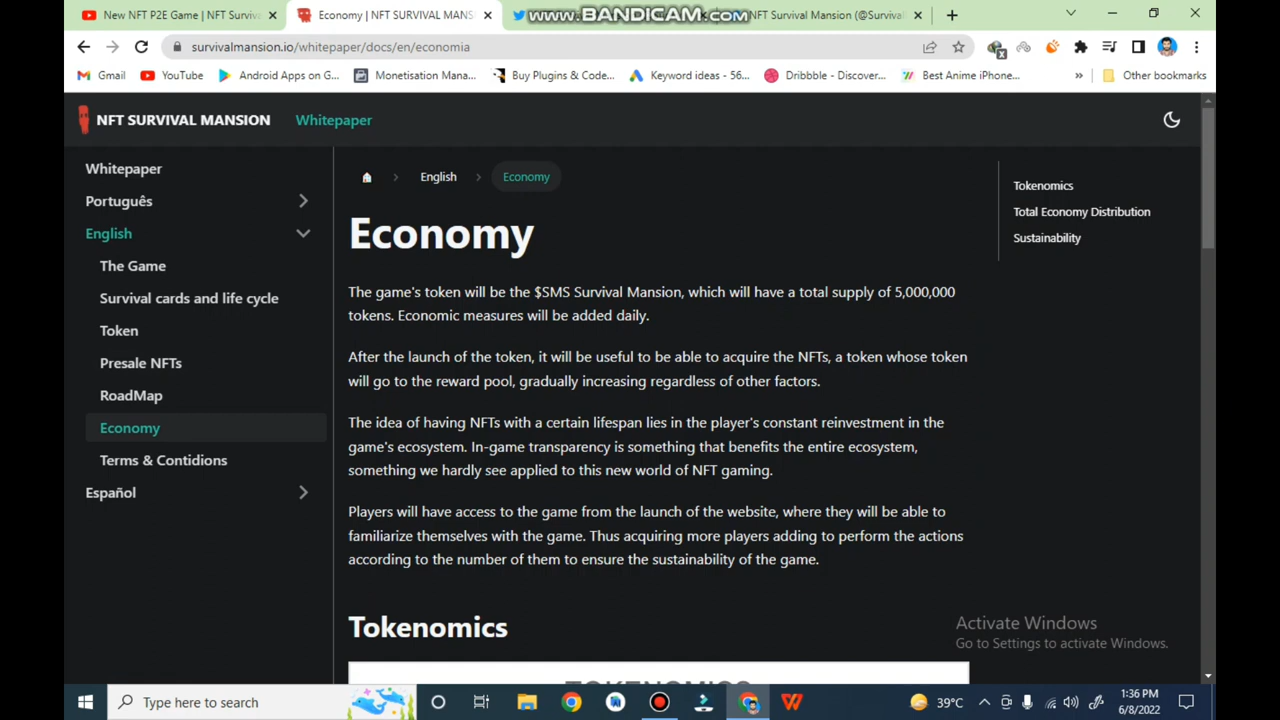 New NFT P2E Game | NFT Surviva
Economy | NFT SURVIVAL MANS
www.BANDICAM.com
NFT Survival Mansion (@Survival
survivalmansion.io/whitepaper/docs/en/economia
Gmail
YouTube
Android Apps on G...
Monetisation Mana...
Buy Plugins & Code...
Keyword ideas - 56...
Dribbble - Discover...
Best Anime iPhone...
»
Other bookmarks
NFT SURVIVAL MANSION
Whitepaper
Whitepaper
Português
English
The Game
Survival cards and life cycle
Token
Presale NFTs
RoadMap
Economy
Terms & Contidions
Español
English
Economy
Economy
The game's token will be the $SMS Survival Mansion, which will have a total supply of 5,000,000
tokens. Economic measures will be added daily.
After the launch of the token, it will be useful to be able to acquire the NFTs, a token whose token
will go to the reward pool, gradually increasing regardless of other factors.
The idea of having NFTs with a certain lifespan lies in the player's constant reinvestment in the
game's ecosystem. In-game transparency is something that benefits the entire ecosystem,
something we hardly see applied to this new world of NFT gaming.
Players will have access to the game from the launch of the website, where they will be able to
familiarize themselves with the game. Thus acquiring more players adding to perform the actions
according to the number of them to ensure the sustainability of the game.
Tokenomics
TOKENOMICS
Tokenomics
Total Economy Distribution
Sustainability
Activate Windows
Go to Settings to activate Windows.
Type here to search
39°C
1:36 PM
6/8/2022